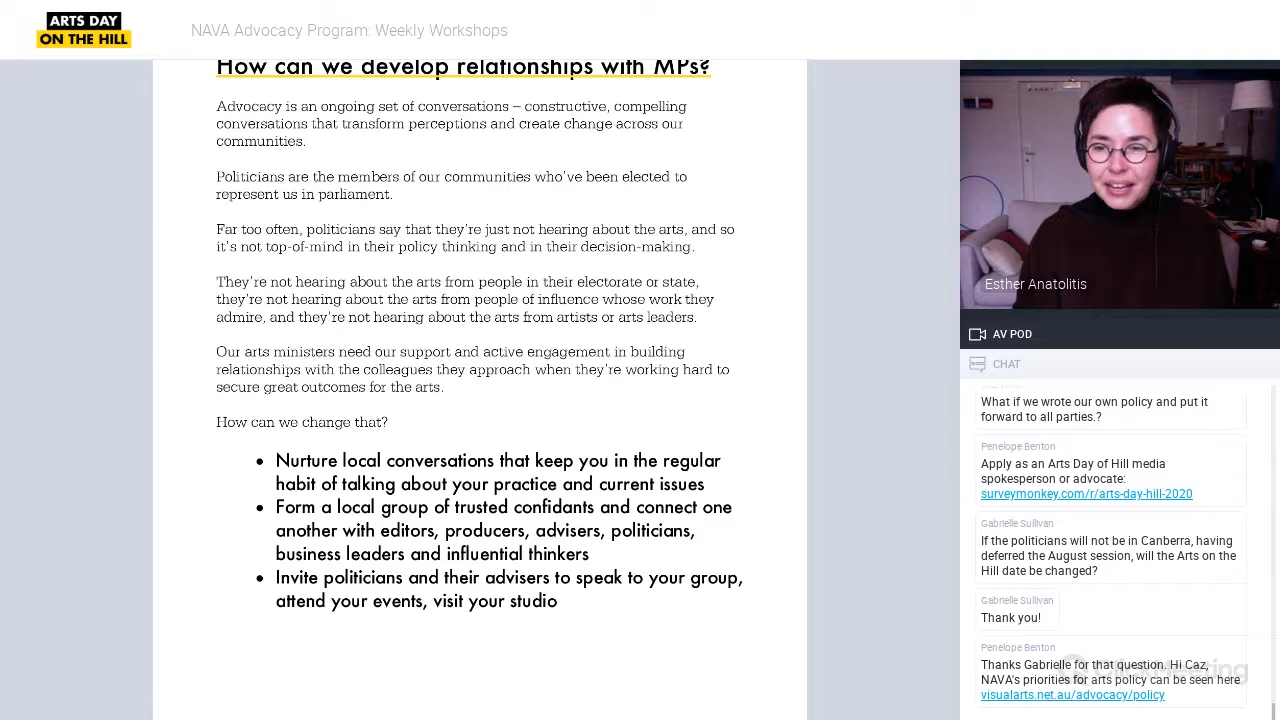 ARTS DAY
ON THE HILL
NAVA Advocacy Program: Weekly Workshops
How can we develop relationships with MPs?
Advocacy is an ongoing set of conversations – constructive, compelling
conversations that transform perceptions and create change across our
communities.
Politicians are the members of our communities who've been elected to
represent us in parliament.
Far too often, politicians say that they're just not hearing about the arts, and so
it's not top-of-mind in their policy thinking and in their decision-making.
They're not hearing about the arts from people in their electorate or state,
they're not hearing about the arts from people of influence whose work they
admire, and they're not hearing about the arts from artists or arts leaders.
Our arts ministers need our support and active engagement in building
relationships with the colleagues they approach when they're working hard to
secure great outcomes for the arts.
How can we change that?
• Nurture local conversations that keep you in the regular
habit of talking about your practice and current issues
• Form a local group of trusted confidants and connect one
another with editors, producers, advisers, politicians,
business leaders and influential thinkers
• Invite politicians and their advisers to speak to your group,
attend your events, visit your studio
Esther Anatolitis
AV POD
CHAT
What if we wrote our own policy and put it
forward to all parties.?
Penelope Benton
Apply as an Arts Day of Hill media
spokesperson or advocate:
surveymonkey.com/r/arts-day-hill-2020
Gabrielle Sullivan
If the politicians will not be in Canberra, having
deferred the August session, will the Arts on the
Hill date be changed?
Gabrielle Sullivan
Thank you!
Penelope Benton
Thanks Gabrielle for that question. Hi Caz,
NAVA's priorities for arts policy can be seen here
visualarts.net.au/advocacy/policy
ClickMeeting